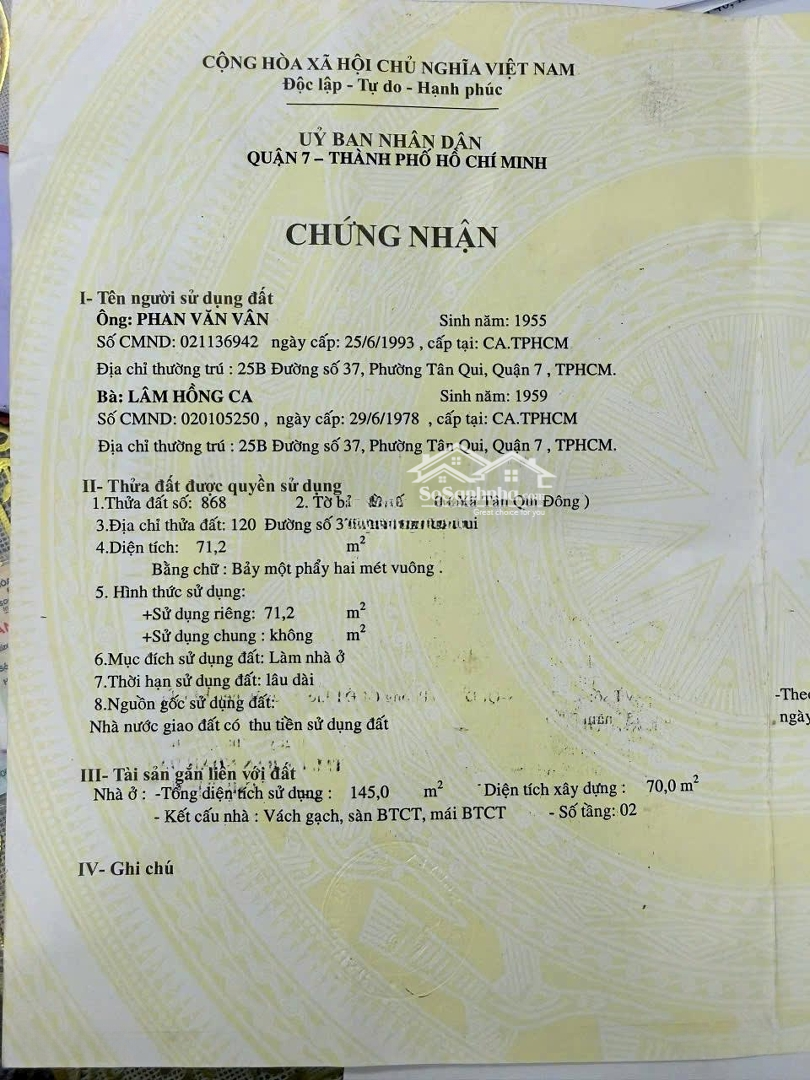 CỘNG HÒA XÃ HỘI CHỦ NGHĨA VIỆT NAM
Độc lập - Tự do - Hạnh phúc
UỶ BAN NHÂN DÂN
QUẬN 7 – THÀNH PHỐ HỒ CHÍ MINH
CHỨNG NHẬN
I- Tên người sử dụng đất
Ông: PHAN VĂN VÂN Sinh năm: 1955
Số CMND: 021136942 ngày cấp: 25/6/1993 , cấp tại: CA.TPHCM
Địa chỉ thường trú : 25B Đường số 37, Phường Tân Qui, Quận 7 , TPHCM.
Bà: LÂM HỒNG CA Sinh năm: 1959
Số CMND: 020105250 , ngày cấp: 29/6/1978 , cấp tại: CA.TPHCM
Địa chỉ thường trú : 25B Đường số 37, Phường Tân Qui, Quận 7 , TPHCM.
II- Thửa đất được quyền sử dụng
1.Thửa đất số: 868 2. Tờ Tân Qui Đông )
SoSanhnha.com
Great choice for you
3.Địa chỉ thửa đất: 120 Đường số
4.Diện tích: 71,2 m²
Bằng chữ : Bảy một phẩy hai mét vuông .
5. Hình thức sử dụng:
+Sử dụng riêng: 71,2 m²
+Sử dụng chung : không m²
6.Mục đích sử dụng đất: Làm nhà ở
7.Thời hạn sử dụng đất: lâu dài
8.Nguồn gốc sử dụng đất:
-Theo
Nhà nước giao đất có thu tiền sử dụng đất
ngày
III- Tài sản gắn liền với đất
Nhà ở : -Tổng diện tích sử dụng : 145,0 m² Diện tích xây dựng : 70,0 m²
- Kết cấu nhà : Vách gạch, sàn BTCT, mái BTCT - Số tầng: 02
IV- Ghi chú